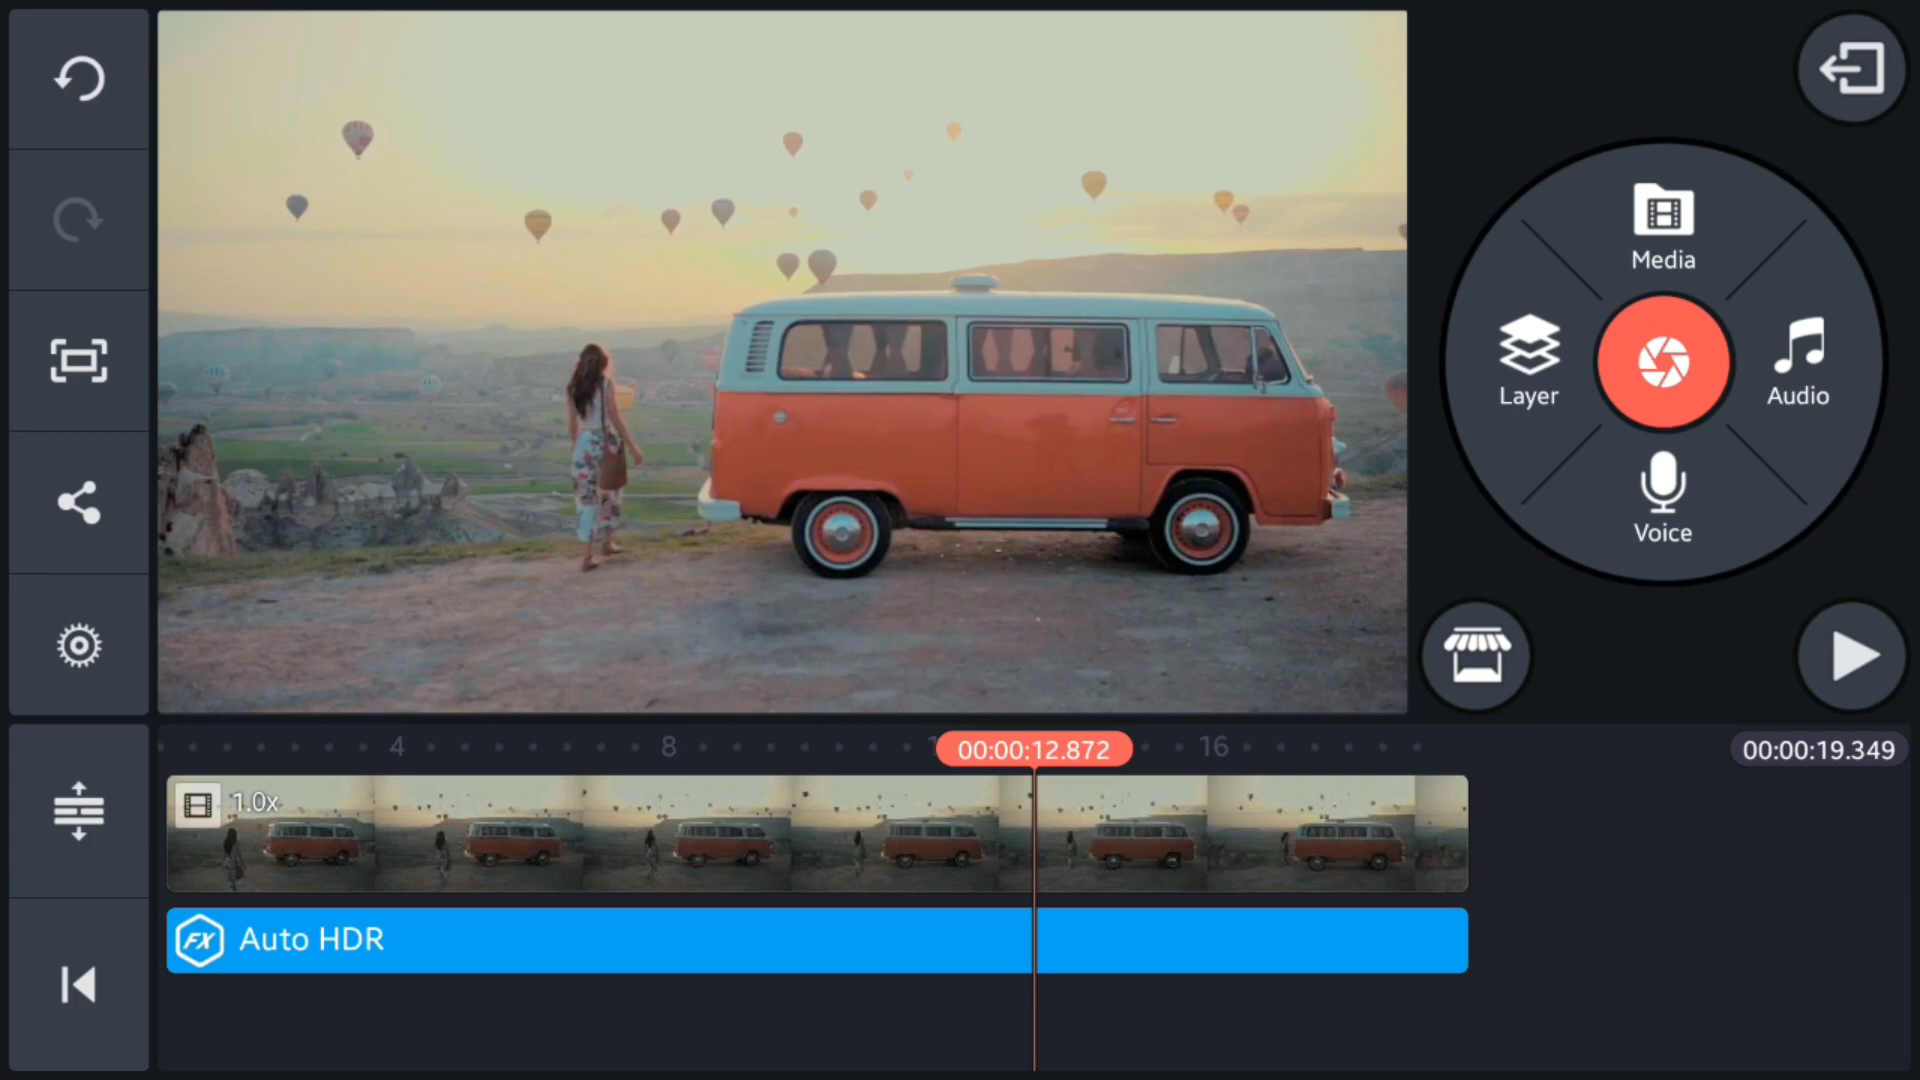 Media
Layer
Audio
Voice
4
8
00:00:12.872
16
00:00:19.349
1.0x
FX
Auto HDR